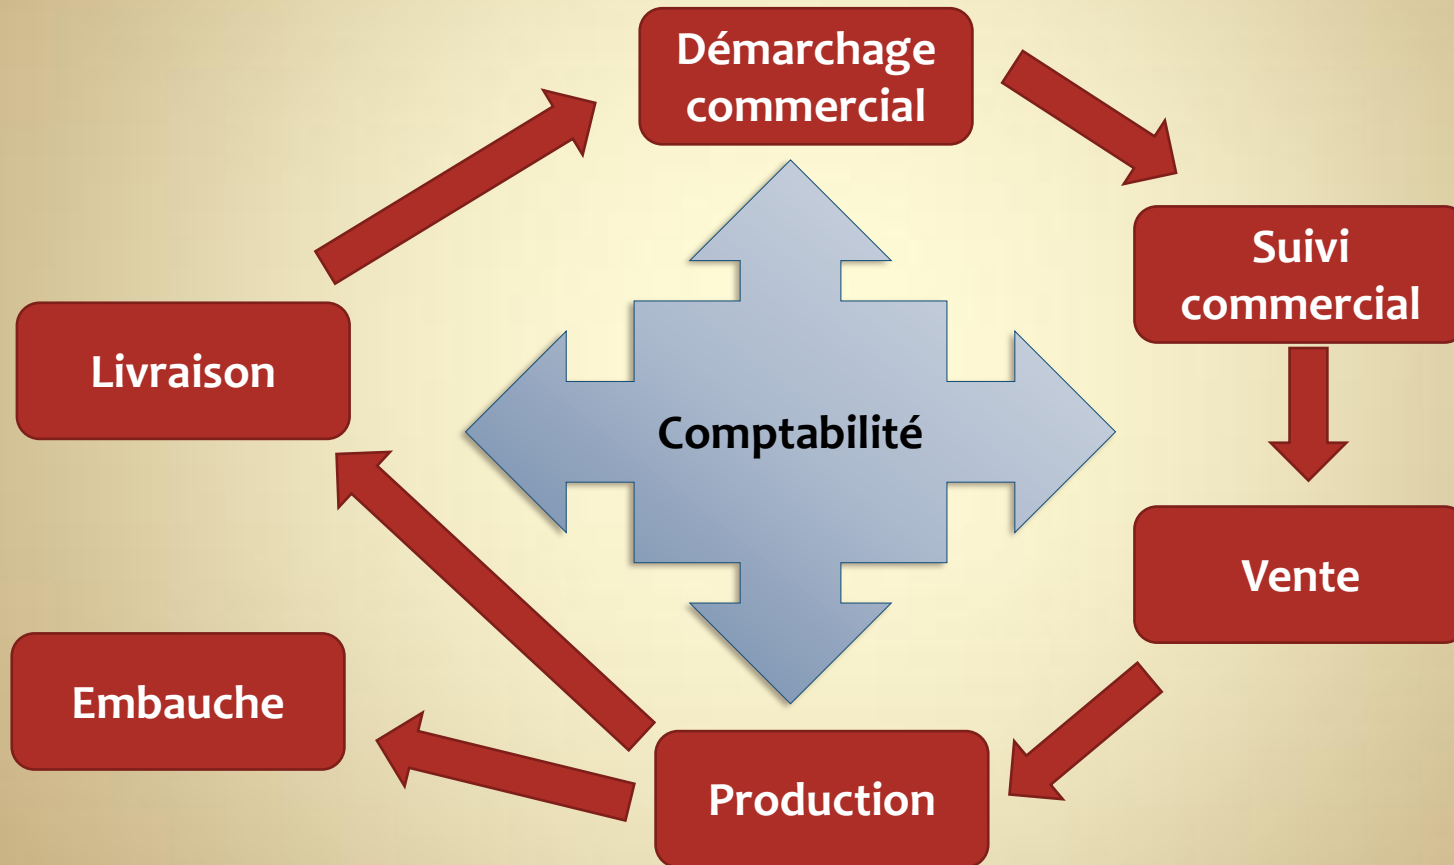 Démarchage
commercial
Suivi
commercial
Livraison
Comptabilité
Vente
Embauche
Production